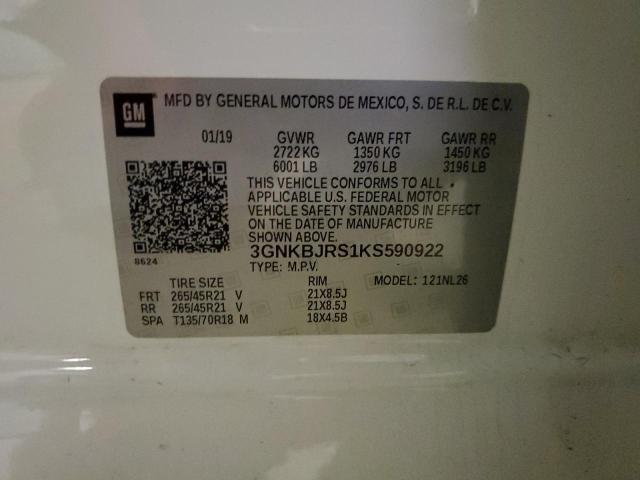 GM
MFD BY GENERAL MOTORS DE MEXICO, S. DE R.L. DE C.V.
01/19 GVWR GAWR FRT GAWR RR
2722 KG 1350 KG 1450 KG
6001 LB 2976 LB 3196 LB
THIS VEHICLE CONFORMS TO ALL
APPLICABLE U.S. FEDERAL MOTOR
VEHICLE SAFETY STANDARDS IN EFFECT
ON THE DATE OF MANUFACTURE
SHOWN ABOVE.
3GNKBJRS1KS590922
8624
TYPE: M.P.V. MODEL: 121NL26
TIRE SIZE RIM
FRT 265/45R21 V 21X8.5J
RR 265/45R21 V 21X8.5J
SPA T135/70R18 M 18X4.5B